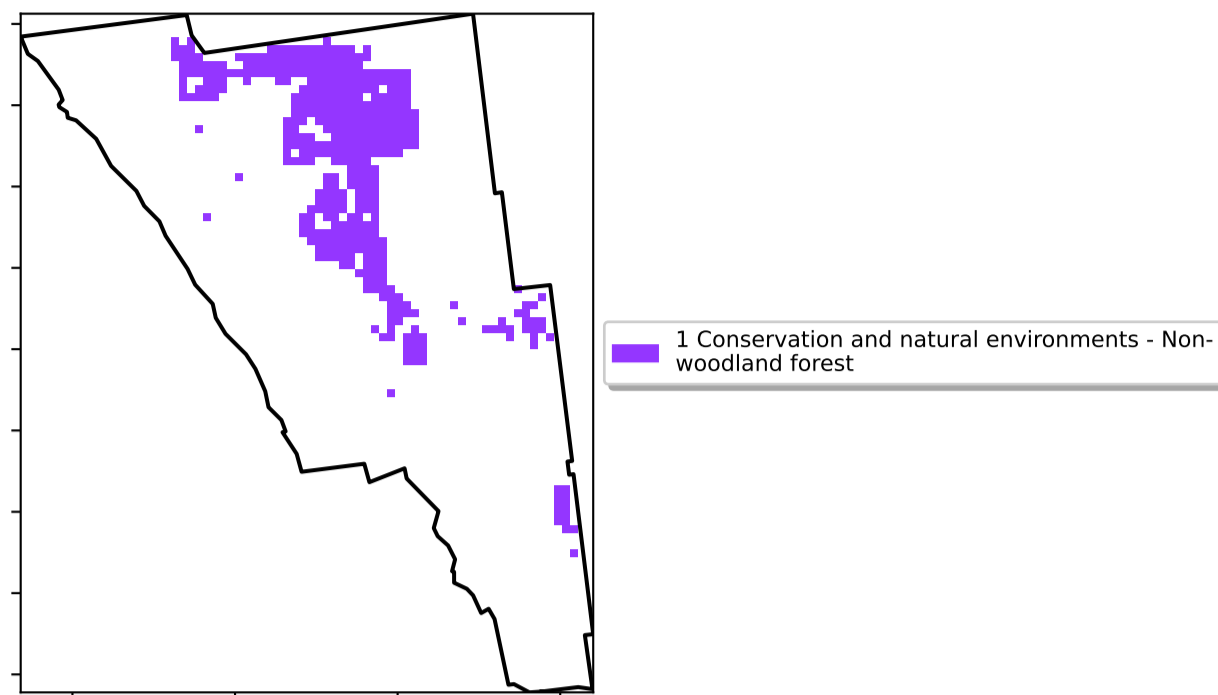 1 Conservation and natural environments - Non-
woodland forest